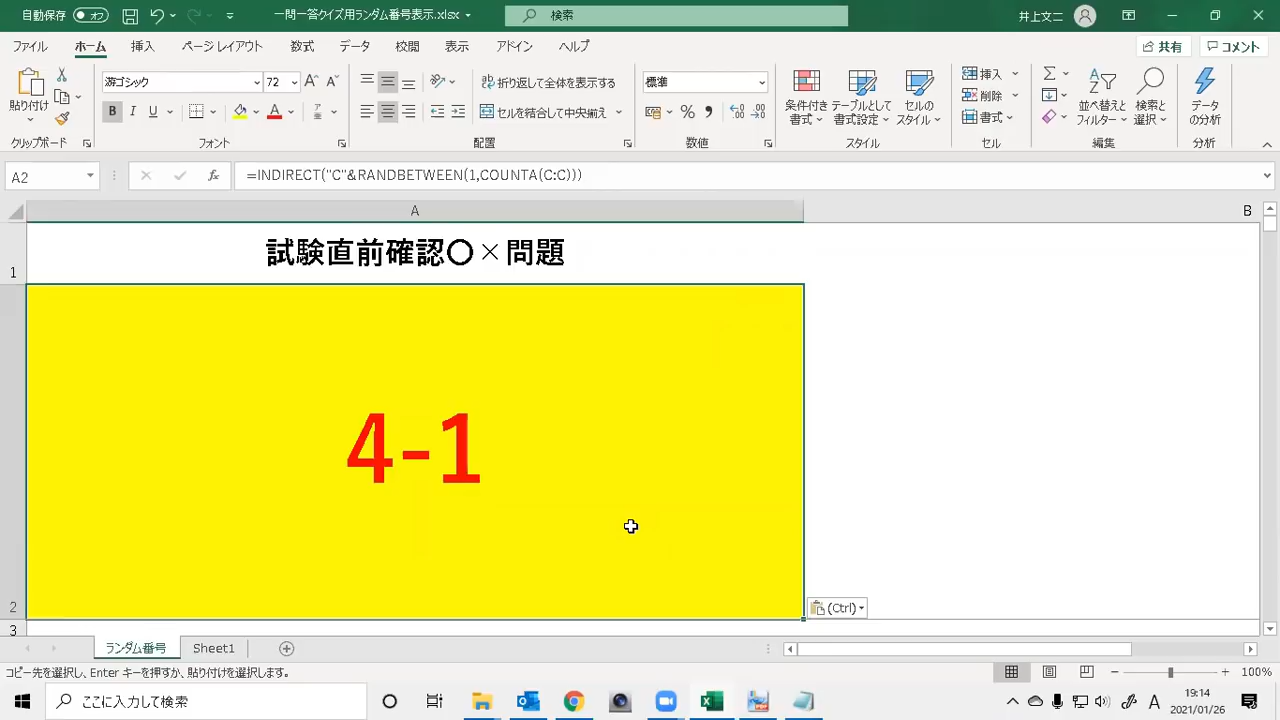 自動保存 オフ 一問一答クイズ用ランダム番号表示.xlsx 検索 井上文二
ファイル ホーム 挿入 ページ レイアウト 数式 データ 校閲 表示 アドイン ヘルプ 共有 コメント
游ゴシック 72 A A 折り返して全体を表示する 標準 挿入
貼り付け B I U A セルを結合して中央揃え % 条件付き書式 テーブルとして書式設定 セルのスタイル 削除 書式 並べ替えとフィルター 検索と選択 データの分析
クリップボード フォント 配置 数値 スタイル セル 編集 分析
A2 fx =INDIRECT("C"&RANDBETWEEN(1,COUNTA(C:C)))
A B
1 試験直前確認〇×問題
4-1
2
(Ctrl)
3
ランダム番号 Sheet1
コピー先を選択し、Enter キーを押すか、貼り付けを選択します。 100%
ここに入力して検索 A 19:14
2021/01/26